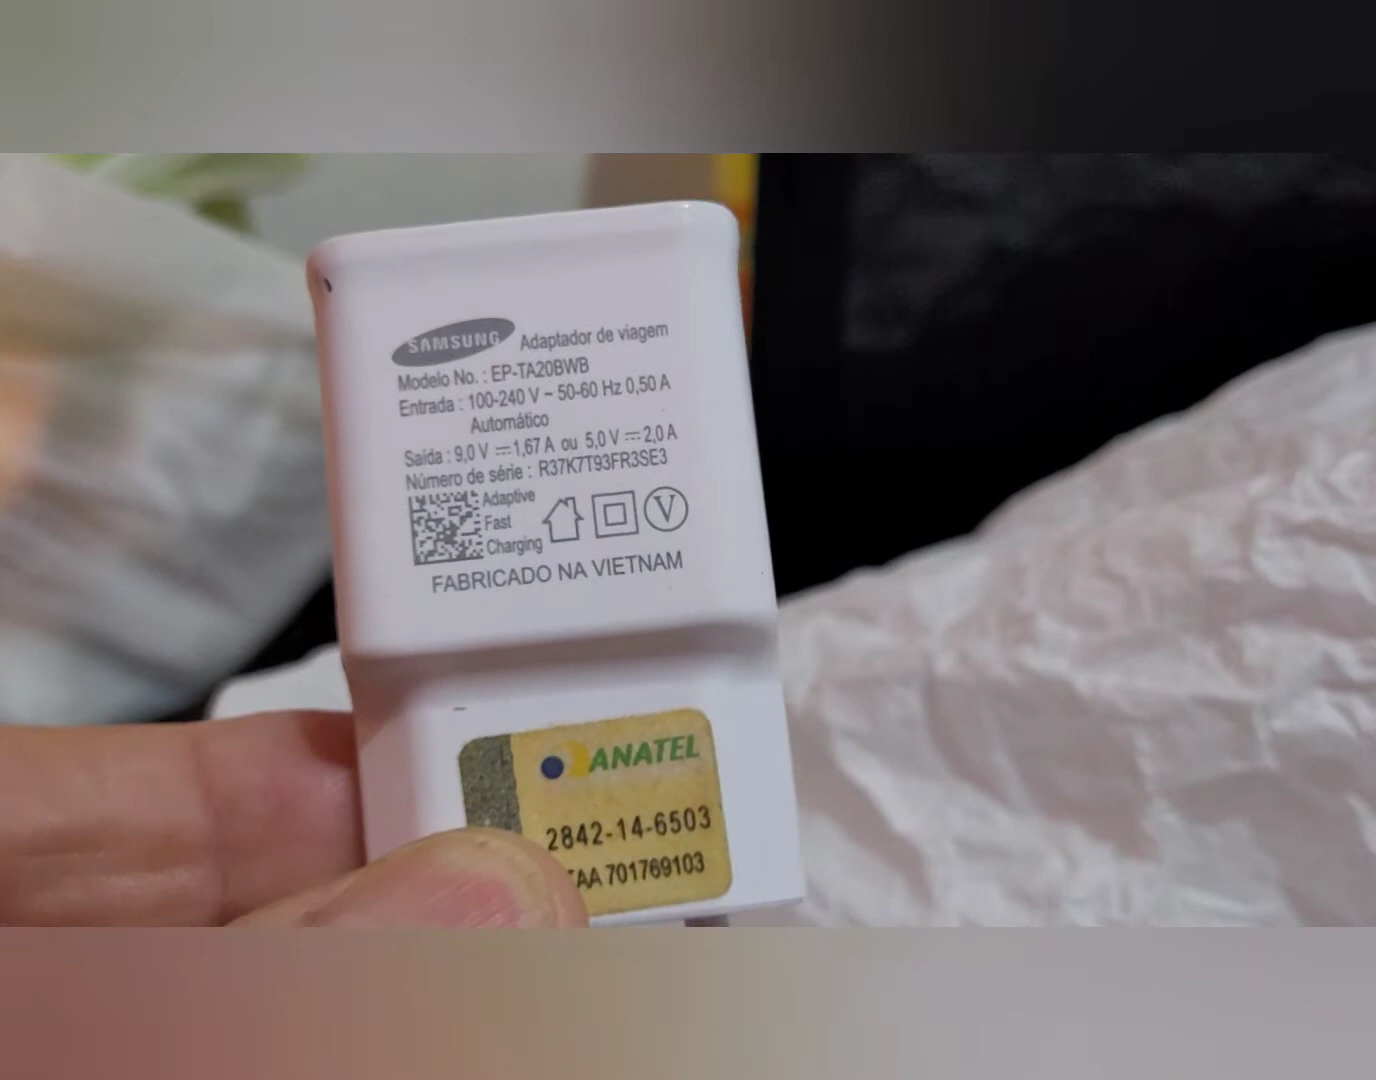 SAMSUNG Adaptador de viagem
Modelo No. : EP-TA20BWB
Entrada : 100-240 V ~ 50-60 Hz 0,50 A
Automático
Saída : 9,0 V ⎓ 1,67 A ou 5,0 V ⎓ 2,0 A
Número de série : R37K7T93FR3SE3
Adaptive
Fast
Charging
V
FABRICADO NA VIETNAM
ANATEL
2842-14-6503
AA 701769103